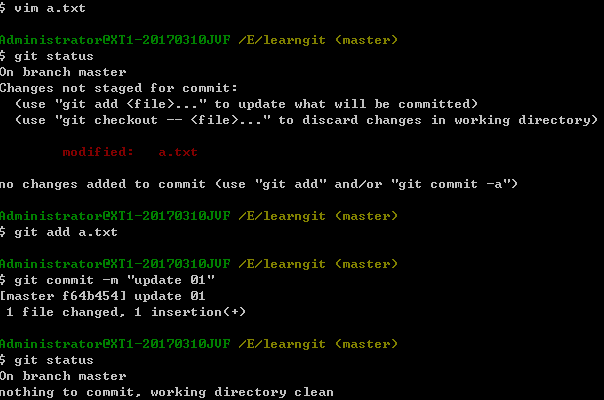 $ vim a.txt
Administrator@XT1-20170310JVF /E/learngit (master)
$ git status
On branch master
Changes not staged for commit:
(use "git add <file>..." to update what will be committed)
(use "git checkout -- <file>..." to discard changes in working directory)
modified: a.txt
no changes added to commit (use "git add" and/or "git commit -a")
Administrator@XT1-20170310JVF /E/learngit (master)
$ git add a.txt
Administrator@XT1-20170310JVF /E/learngit (master)
$ git commit -m "update 01"
[master f64b454] update 01
1 file changed, 1 insertion(+)
Administrator@XT1-20170310JVF /E/learngit (master)
$ git status
On branch master
nothing to commit, working directory clean